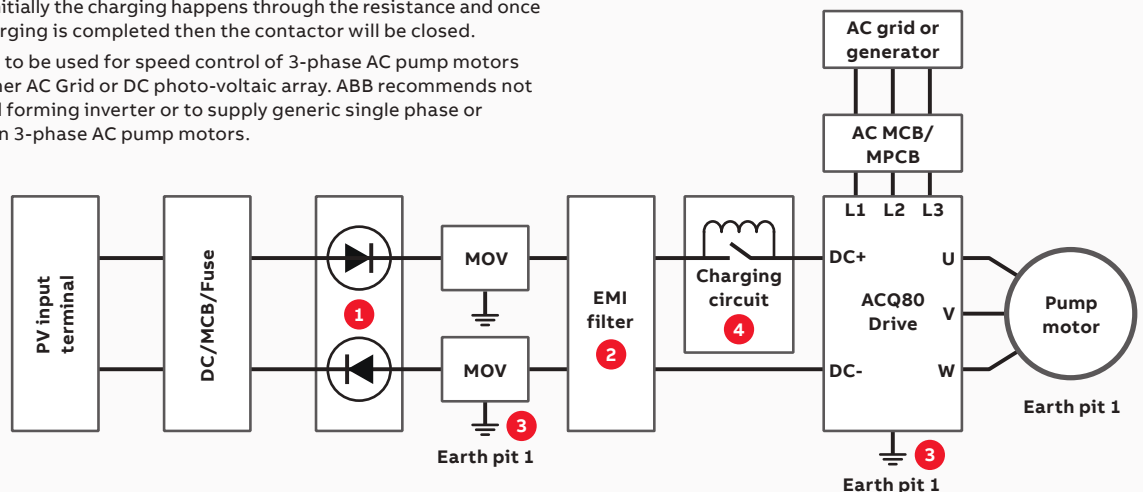 nitially the charging happens through the resistance and once
rging is completed then the contactor will be closed.
to be used for speed control of 3-phase AC pump motors
her AC Grid or DC photo-voltaic array. ABB recommends not
forming inverter or to supply generic single phase or
n 3-phase AC pump motors.
AC grid or
generator
AC MCB/
MPCB
L1 L2 L3
PV input
terminal
DC/MCB/Fuse
1
MOV
MOV
3
Earth pit 1
EMI
filter
2
Charging
circuit
4
DC+
DC-
ACQ80
Drive
U
V
W
3
Earth pit 1
Pump
motor
Earth pit 1